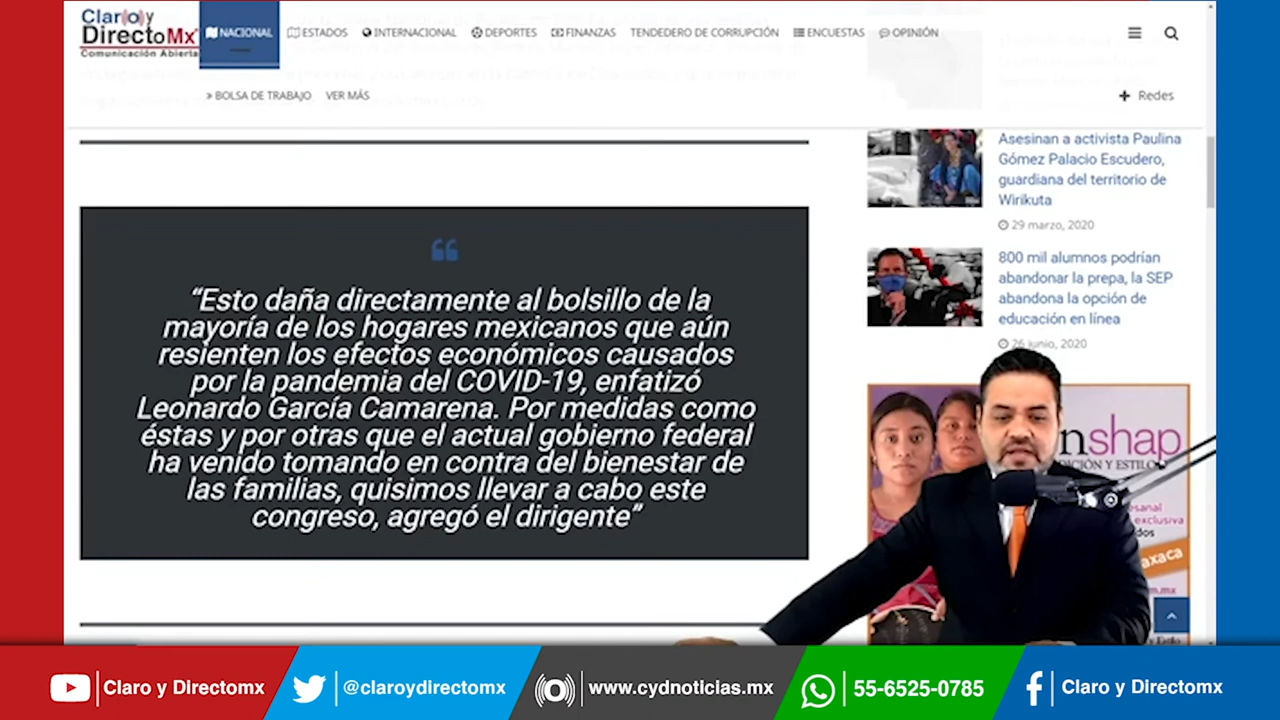 Claro y
DirectoMx
Comunicación Abierta
NACIONAL
ESTADOS
INTERNACIONAL
DEPORTES
FINANZAS
TENDEDERO DE CORRUPCIÓN
ENCUESTAS
OPINIÓN
» BOLSA DE TRABAJO
VER MÁS
+ Redes
“Esto daña directamente al bolsillo de la
mayoría de los hogares mexicanos que aún
resienten los efectos económicos causados
por la pandemia del COVID-19, enfatizó
Leonardo García Camarena. Por medidas como
éstas y por otras que el actual gobierno federal
ha venido tomando en contra del bienestar de
las familias, quisimos llevar a cabo este
congreso, agregó el dirigente”
Asesinan a activista Paulina
Gómez Palacio Escudero,
guardiana del territorio de
Wirikuta
29 marzo, 2020
800 mil alumnos podrían
abandonar la prepa, la SEP
abandona la opción de
educación en línea
26 junio, 2020
nshap
Claro y Directomx
@claroydirectomx
www.cydnoticias.mx
55-6525-0785
Claro y Directomx